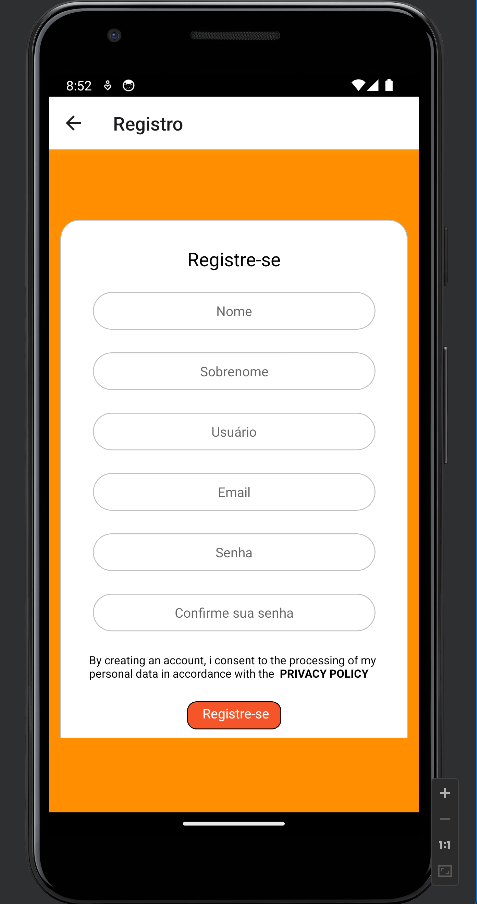 8:52
Registro
Registre-se
Nome
Sobrenome
Usuário
Email
Senha
Confirme sua senha
By creating an account, i consent to the processing of my
personal data in accordance with the PRIVACY POLICY
Registre-se
1:1